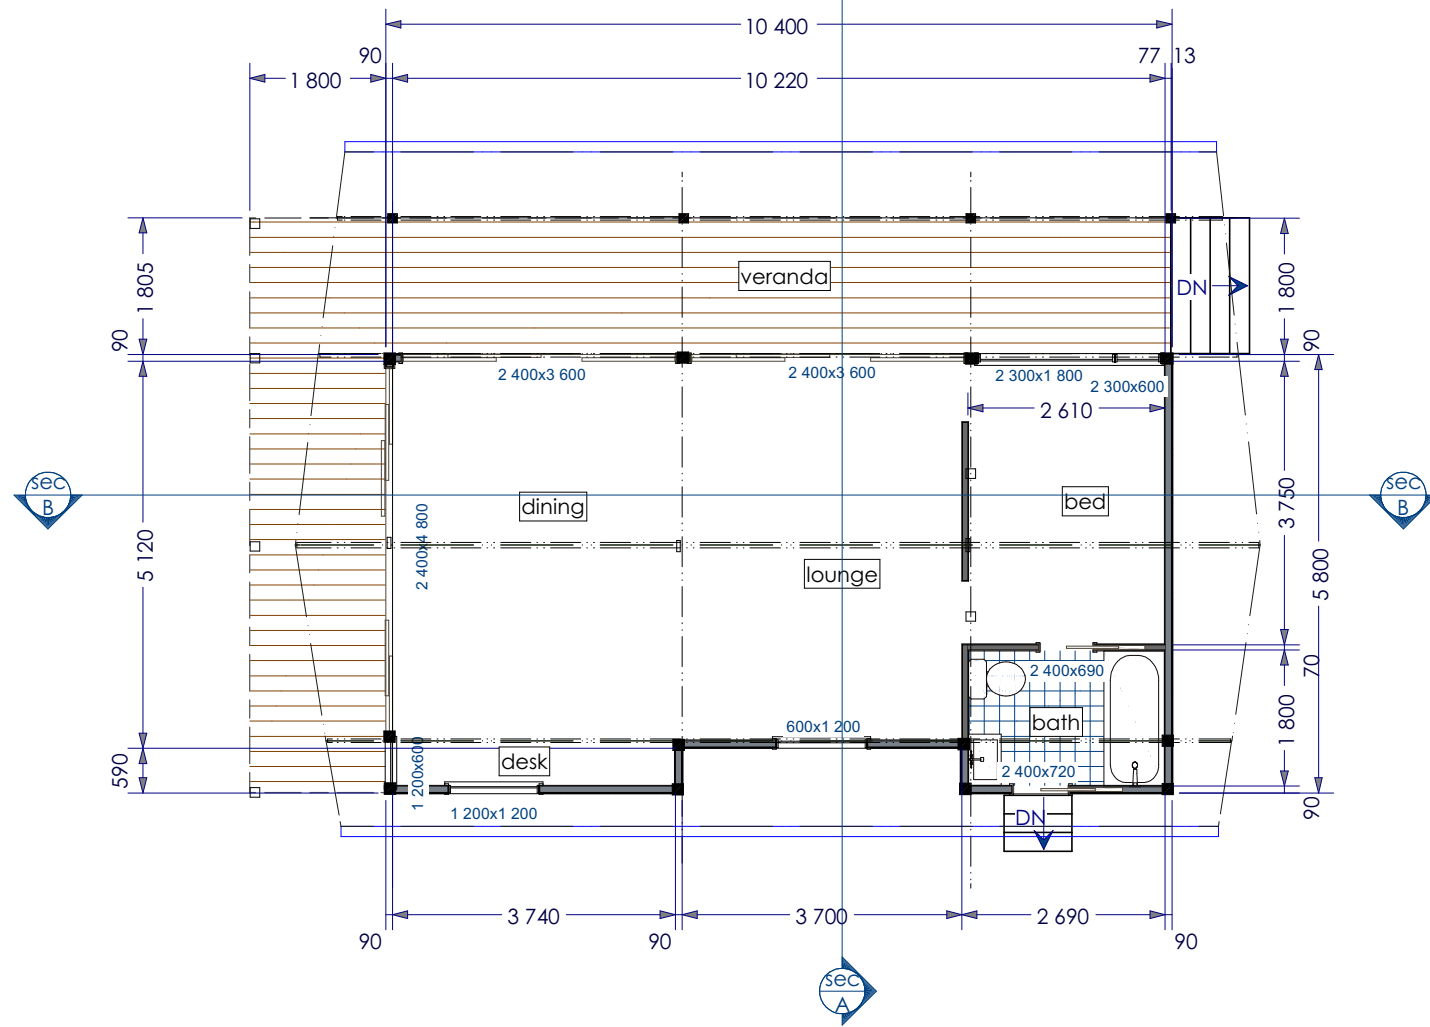 10 400
90
77
13
1 800
10 220
veranda
DN
1 805
1 800
90
90
2 400x3 600
2 400x3 600
2 300x1 800
2 300x600
2 610
sec
B
sec
B
dining
bed
3 750
5 120
2 400x4 800
lounge
5 800
2 400x690
70
bath
600x1 200
1 800
590
desk
1 200x600
2 400x720
1 200x1 200
DN
90
3 740
3 700
2 690
90
90
90
sec
A